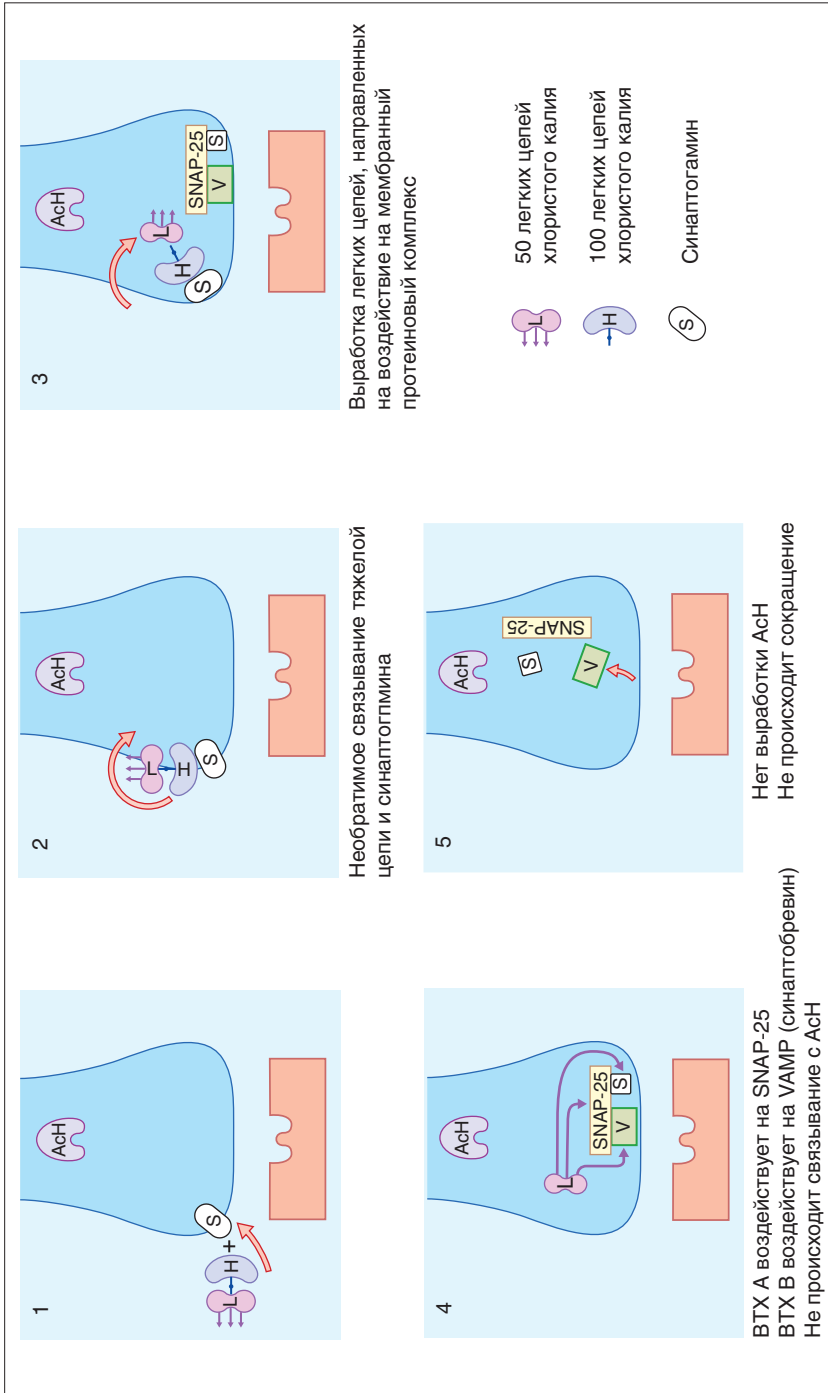 1
AcH
S
+
H
L
2
AcH
L
H
S
Необратимое связывание тяжелой
цепи и синаптогпмина
3
AcH
L
H
S
SNAP-25
V
S
Выработка легких цепей, направленных
на воздействие на мембранный
протеиновый комплекс
4
AcH
L
SNAP-25
V
S
BTX A воздействует на SNAP-25
BTX B воздействует на VAMP (синаптобревин)
Не происходит связывание с AcH
5
AcH
S
SNAP-25
V
Нет выработки AcH
Не происходит сокращение
L
50 легких цепей
хлористого калия
H
100 легких цепей
хлористого калия
S
Синаптогамин